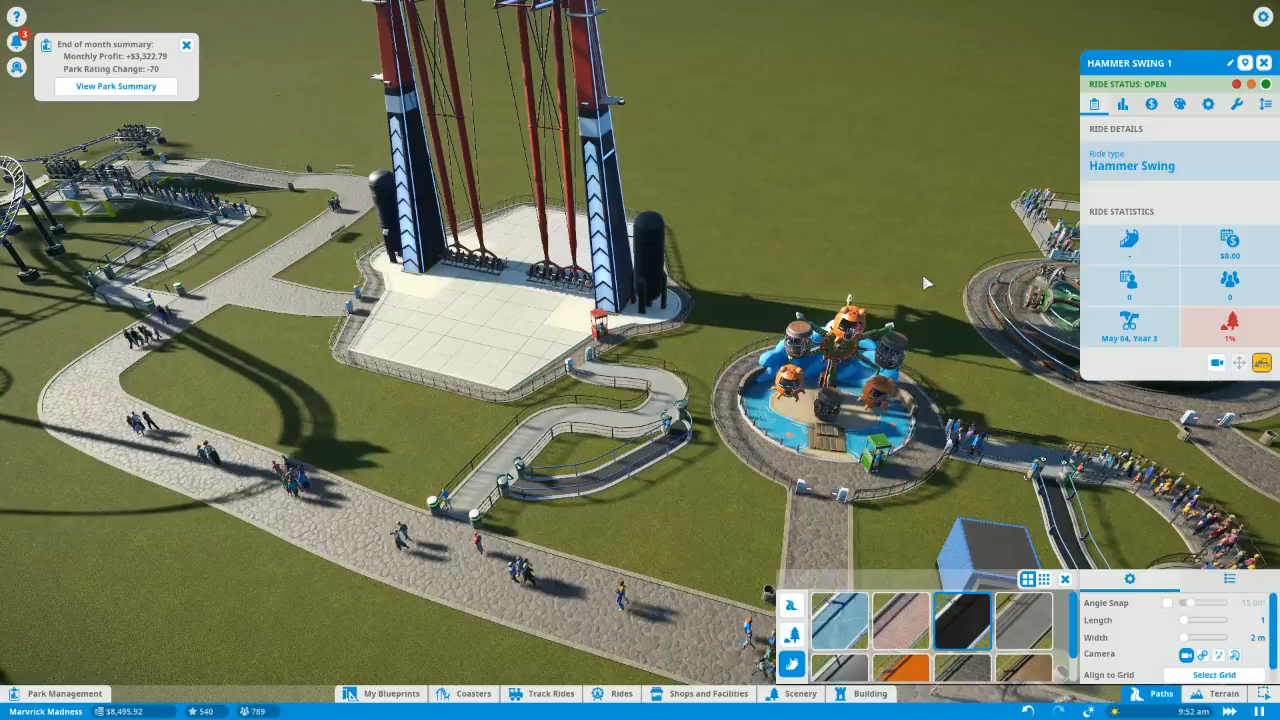 ?
3
End of month summary:
Monthly Profit: +$3,322.79
Park Rating Change: -70
View Park Summary
HAMMER SWING 1
RIDE STATUS: OPEN
RIDE DETAILS
Ride type
Hammer Swing
RIDE STATISTICS
-
$0.00
0
0
May 04, Year 3
1%
Angle Snap
15.00°
Length
1
Width
2 m
Camera
Align to Grid
Select Grid
Park Management
My Blueprints
Coasters
Track Rides
Rides
Shops and Facilities
Scenery
Building
Paths
Terrain
Marvrick Madness
$8,495.92
540
789
9:52 am